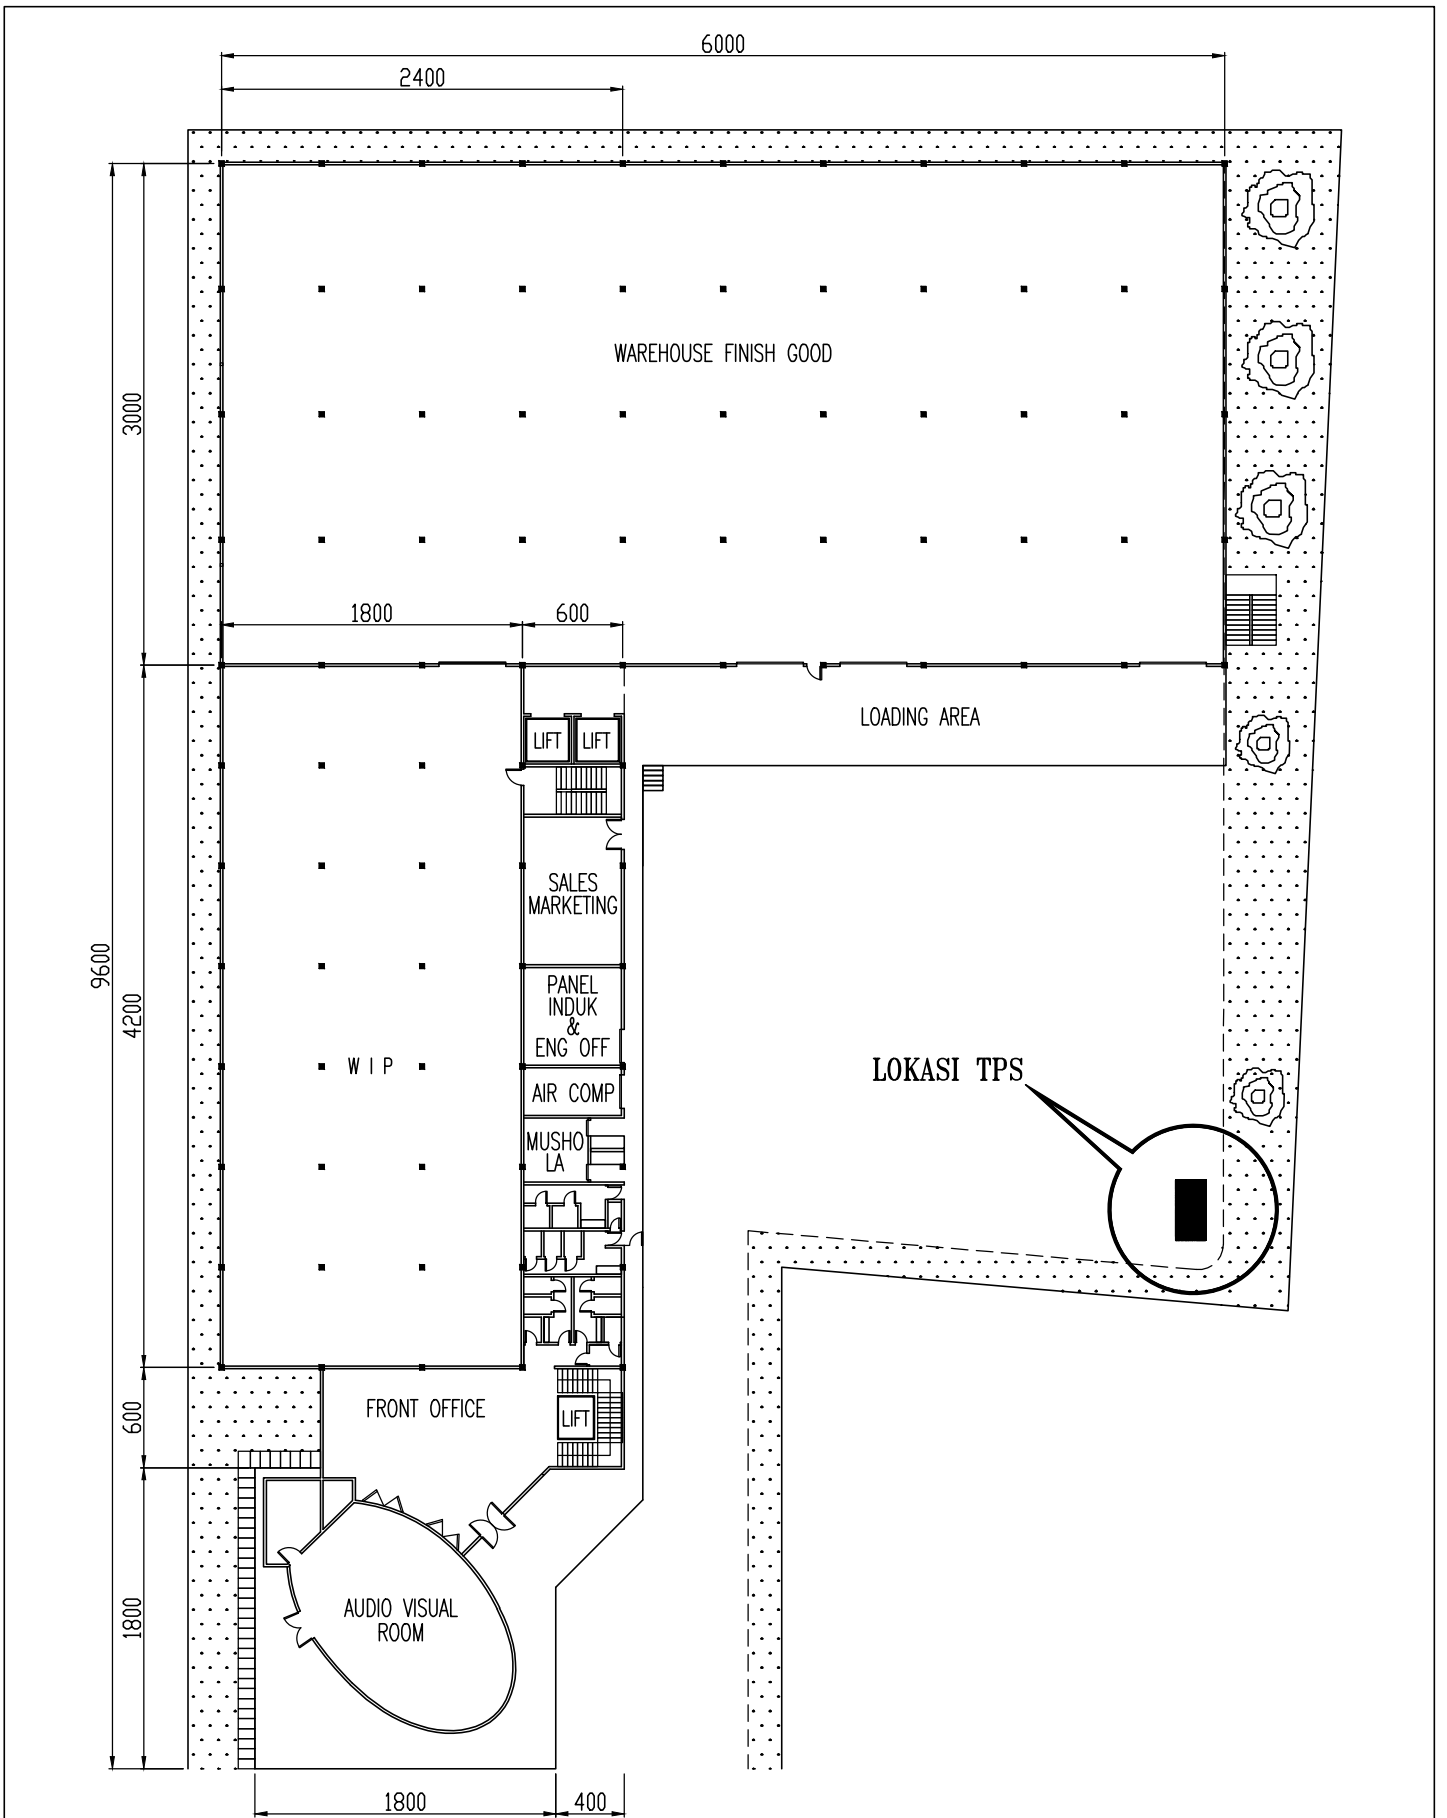 6000
2400
WAREHOUSE FINISH GOOD
3000
1800
600
LOADING AREA
LIFT
LIFT
SALES
MARKETING
9600
4200
PANEL
INDUK
&
ENG OFF
W I P
LOKASI TPS
AIR COMP
MUSHO
LA
600
FRONT OFFICE
LIFT
1800
AUDIO VISUAL
ROOM
1800
400